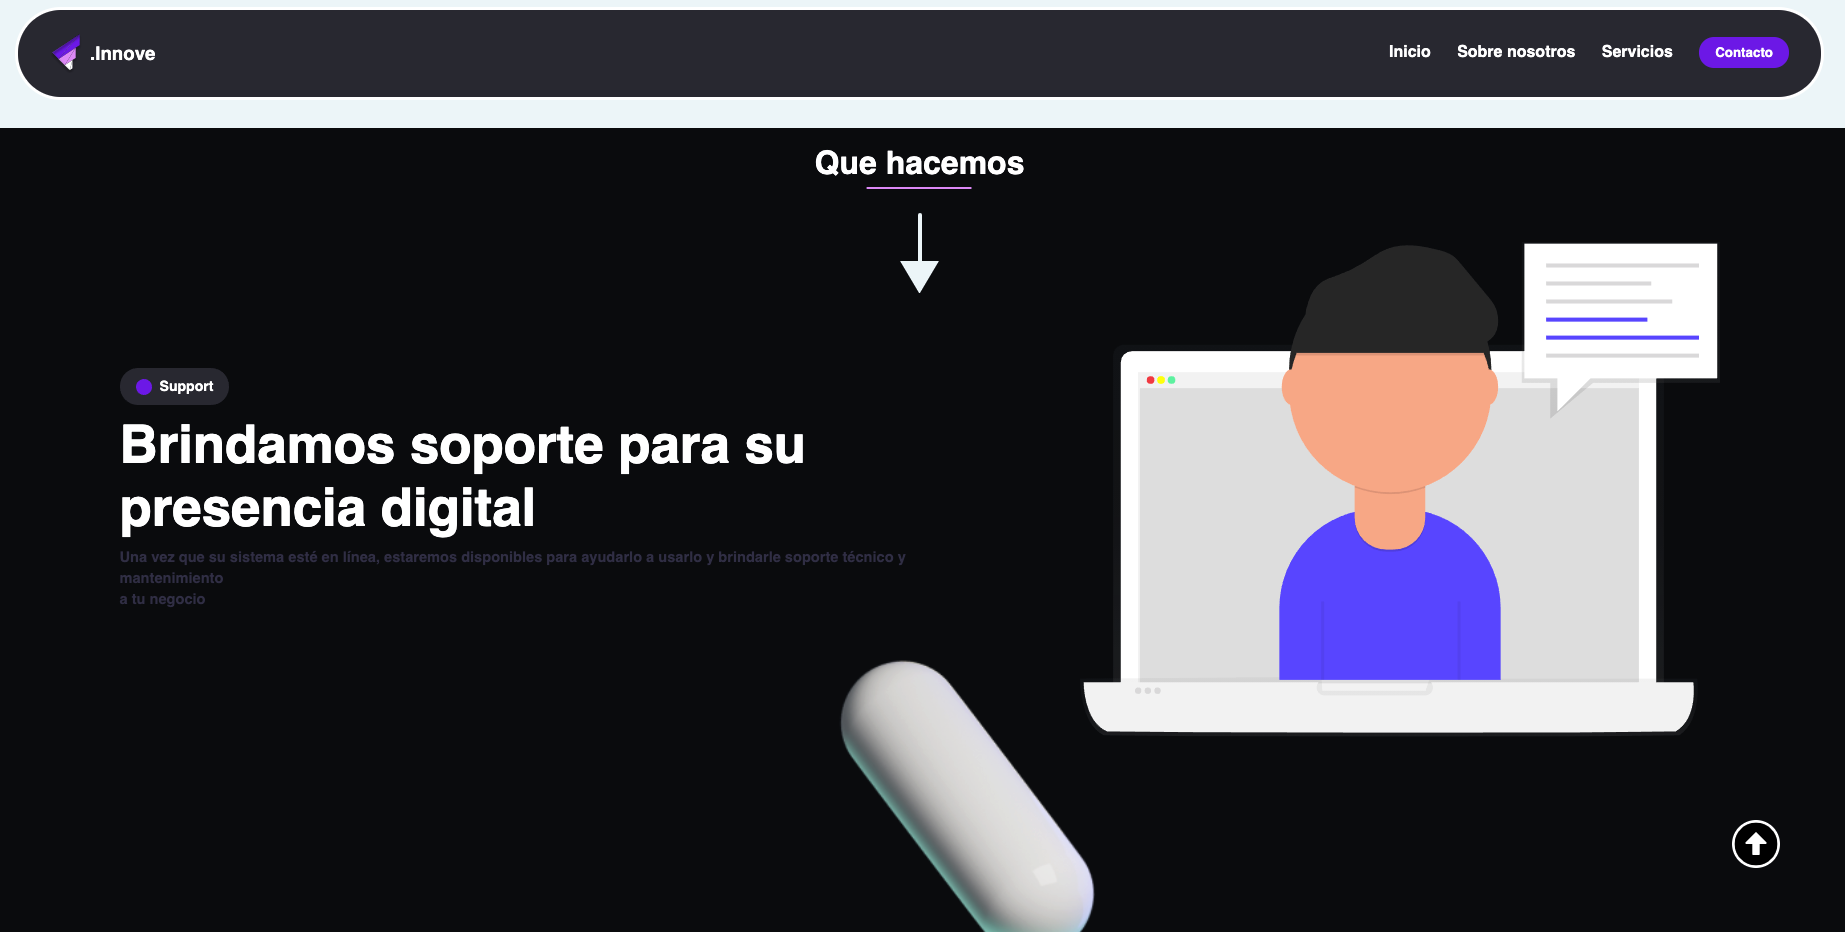 .Innove
Inicio
Sobre nosotros
Servicios
Contacto
Que hacemos
Support
Brindamos soporte para su
presencia digital
Una vez que su sistema esté en línea, estaremos disponibles para ayudarlo a usarlo y brindarle soporte técnico y
mantenimiento
a tu negocio